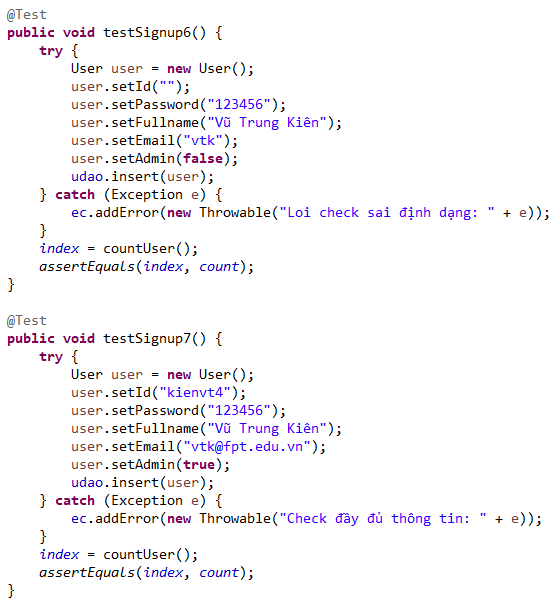 @Test
public void testSignup6() {
    try {
        User user = new User();
        user.setId("");
        user.setPassword("123456");
        user.setFullname("Vũ Trung Kiên");
        user.setEmail("vtk");
        user.setAdmin(false);
        udao.insert(user);
    } catch (Exception e) {
        ec.addError(new Throwable("Loi check sai định dạng: " + e));
    }
    index = countUser();
    assertEquals(index, count);
}
@Test
public void testSignup7() {
    try {
        User user = new User();
        user.setId("kienvt4");
        user.setPassword("123456");
        user.setFullname("Vũ Trung Kiên");
        user.setEmail("vtk@fpt.edu.vn");
        user.setAdmin(true);
        udao.insert(user);
    } catch (Exception e) {
        ec.addError(new Throwable("Check đầy đủ thông tin: " + e));
    }
    index = countUser();
    assertEquals(index, count);
}